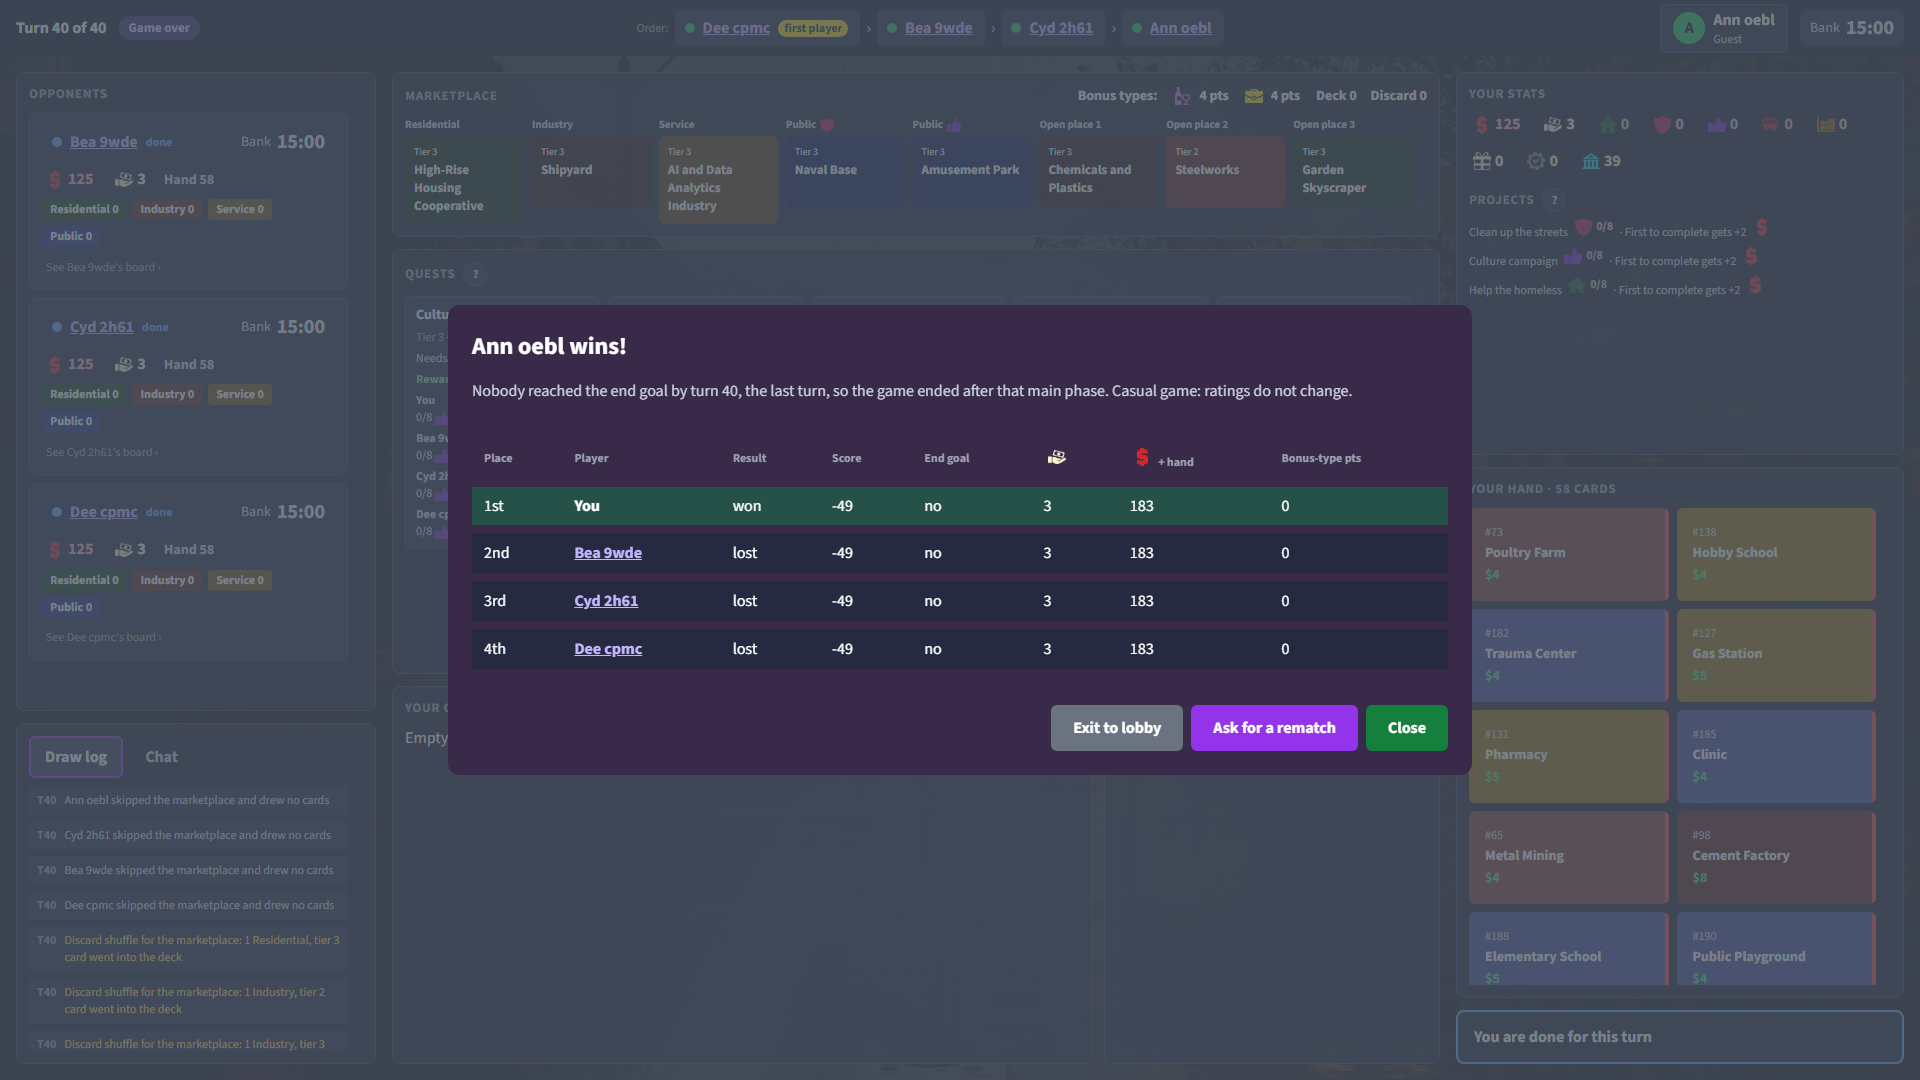 Turn 40 of 40
Game over
Order:
Dee cpmc
first player
›
Bea 9wde
›
Cyd 2h61
›
Ann oebl
A
Ann oebl
Guest
Bank 15:00
OPPONENTS
Bea 9wde done
Bank 15:00
125
3
Hand 58
Residential 0
Industry 0
Service 0
Public 0
See Bea 9wde's board ›
Cyd 2h61 done
Bank 15:00
125
3
Hand 58
Residential 0
Industry 0
Service 0
Public 0
See Cyd 2h61's board ›
Dee cpmc done
Bank 15:00
125
3
Hand 58
Residential 0
Industry 0
Service 0
Public 0
See Dee cpmc's board ›
Draw log
Chat
T40 Ann oebl skipped the marketplace and drew no cards
T40 Cyd 2h61 skipped the marketplace and drew no cards
T40 Bea 9wde skipped the marketplace and drew no cards
T40 Dee cpmc skipped the marketplace and drew no cards
T40 Discard shuffle for the marketplace: 1 Residential, tier 3
card went into the deck
T40 Discard shuffle for the marketplace: 1 Industry, tier 2
card went into the deck
T40 Discard shuffle for the marketplace: 1 Industry, tier 3
MARKETPLACE
Bonus types:
4 pts
4 pts
Deck 0
Discard 0
Residential
Tier 3
High-Rise
Housing
Cooperative
Industry
Tier 3
Shipyard
Service
Tier 3
AI and Data
Analytics
Industry
Public
Tier 3
Naval Base
Public
Tier 3
Amusement Park
Open place 1
Tier 3
Chemicals and
Plastics
Open place 2
Tier 2
Steelworks
Open place 3
Tier 3
Garden
Skyscraper
QUESTS ?
Cultu
Tier 3
Needs
Rewar
You
0/8
Bea 9w
0/8
Cyd 2h
0/8
Dee cp
0/8
YOUR C
Empty
Ann oebl wins!
Nobody reached the end goal by turn 40, the last turn, so the game ended after that main phase. Casual game: ratings do not change.
Place Player Result Score End goal + hand Bonus-type pts
1st You won -49 no 3 183 0
2nd Bea 9wde lost -49 no 3 183 0
3rd Cyd 2h61 lost -49 no 3 183 0
4th Dee cpmc lost -49 no 3 183 0
Exit to lobby
Ask for a rematch
Close
YOUR STATS
125
3
0
0
0
0
0
0
0
39
PROJECTS ?
Clean up the streets 0/8 · First to complete gets +2
Culture campaign 0/8 · First to complete gets +2
Help the homeless 0/8 · First to complete gets +2
YOUR HAND · 58 CARDS
#73
Poultry Farm
$4
#138
Hobby School
$4
#182
Trauma Center
$4
#127
Gas Station
$5
#131
Pharmacy
$5
#185
Clinic
$4
#65
Metal Mining
$4
#98
Cement Factory
$8
#188
Elementary School
$5
#190
Public Playground
$4
You are done for this turn